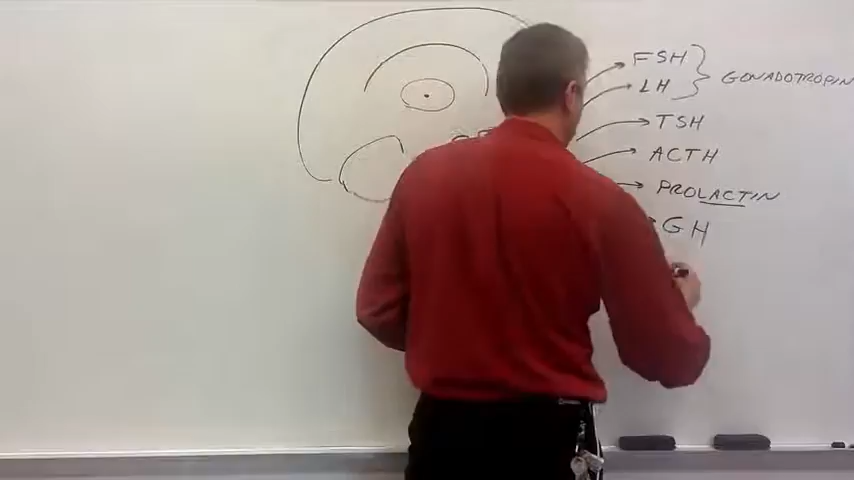 FSH
LH
GONADOTROPIN
TSH
ACTH
PROLACTIN
GH